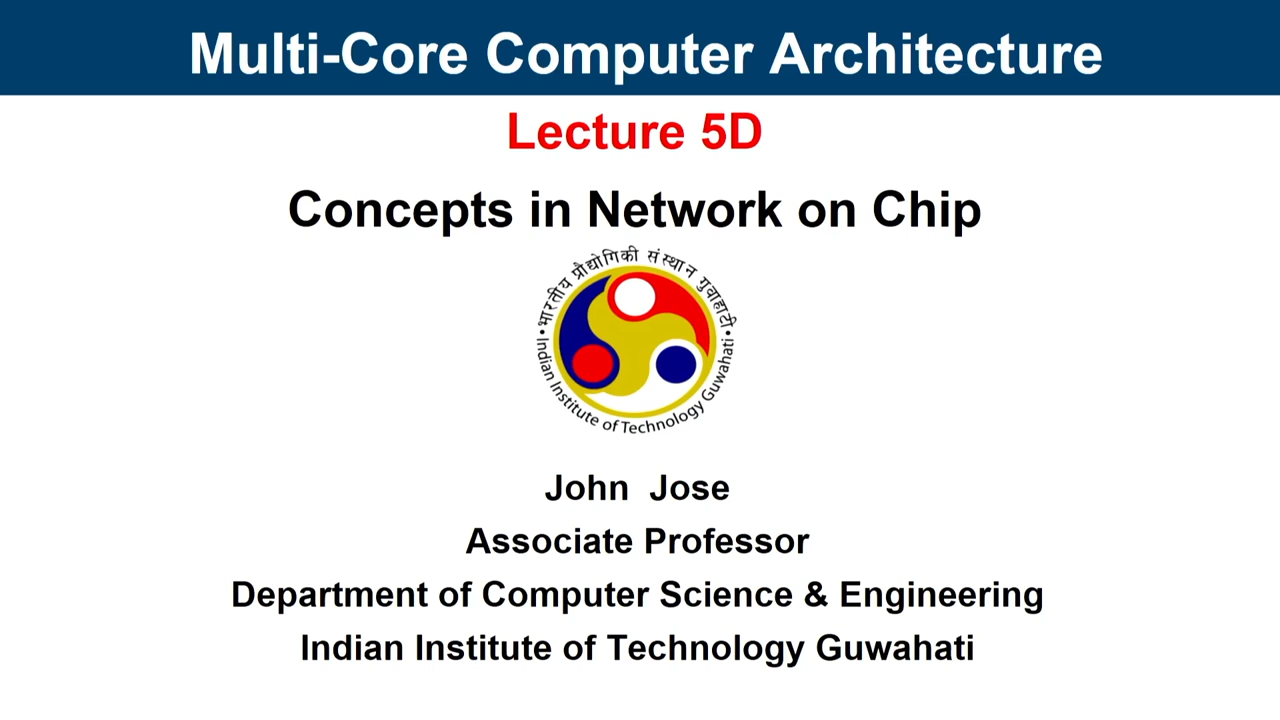 Multi-Core Computer Architecture
Lecture 5D
Concepts in Network on Chip
भारतीय प्रौद्योगिकी संस्थान गुवाहाटी
Indian Institute of Technology Guwahati
John Jose
Associate Professor
Department of Computer Science & Engineering
Indian Institute of Technology Guwahati